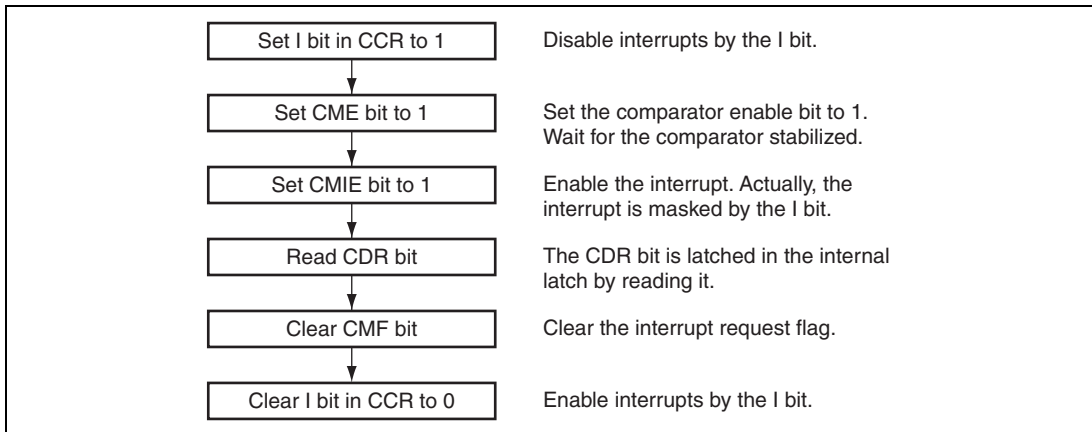 Set I bit in CCR to 1
Disable interrupts by the I bit.
Set CME bit to 1
Set the comparator enable bit to 1.
Wait for the comparator stabilized.
Set CMIE bit to 1
Enable the interrupt. Actually, the
interrupt is masked by the I bit.
Read CDR bit
The CDR bit is latched in the internal
latch by reading it.
Clear CMF bit
Clear the interrupt request flag.
Clear I bit in CCR to 0
Enable interrupts by the I bit.